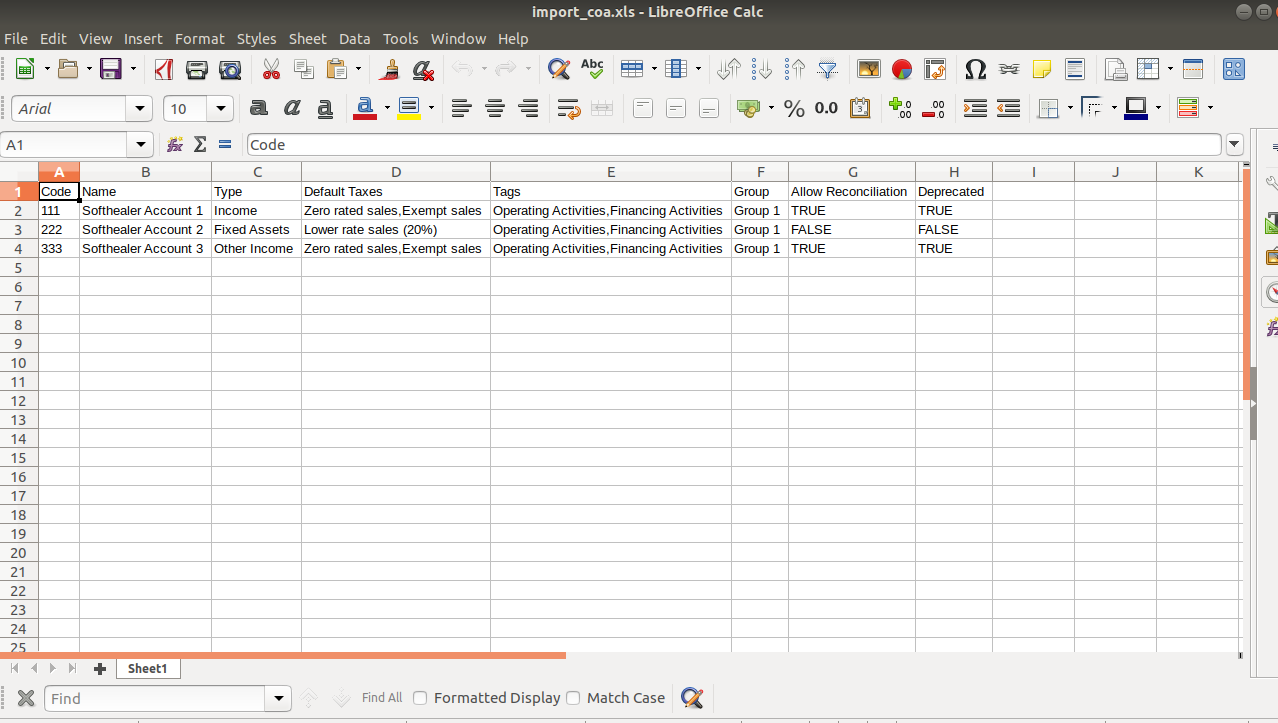 import_coa.xls - LibreOffice Calc
File Edit View Insert Format Styles Sheet Data Tools Window Help
Abc
Arial 10 a a a a % 0.0 .00 .00
A1 Σ = Code
A B C D E F G H I J K
1 Code Name Type Default Taxes Tags Group Allow Reconciliation Deprecated
2 111 Softhealer Account 1 Income Zero rated sales,Exempt sales Operating Activities,Financing Activities Group 1 TRUE TRUE
3 222 Softhealer Account 2 Fixed Assets Lower rate sales (20%) Operating Activities,Financing Activities Group 1 FALSE FALSE
4 333 Softhealer Account 3 Other Income Zero rated sales,Exempt sales Operating Activities,Financing Activities Group 1 TRUE TRUE
5
6
7
8
9
10
11
12
13
14
15
16
17
18
19
20
21
22
23
24
25
Sheet1
Find Find All Formatted Display Match Case